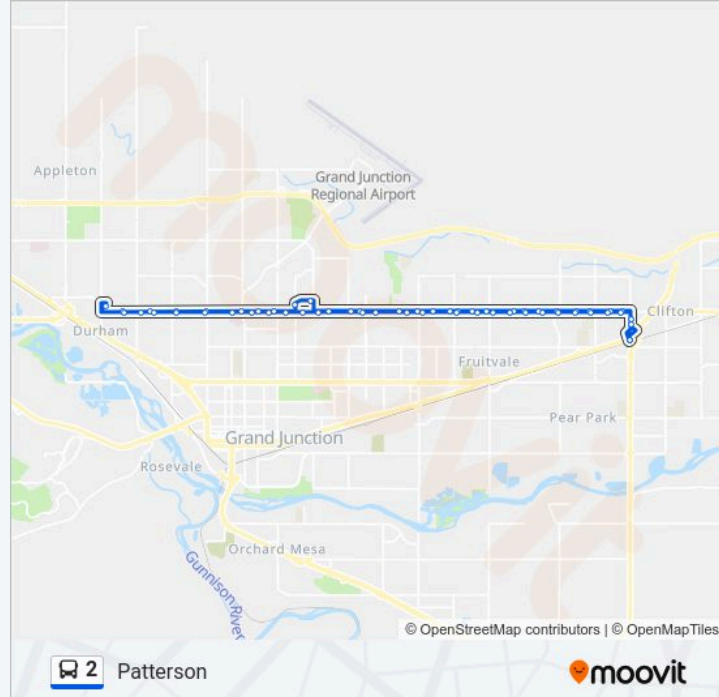 Appleton
Grand Junction
Regional Airport
Clifton
Durham
Fruitvale
Pear Park
Grand Junction
Rosevale
Orchard Mesa
Gunnison River
© OpenStreetMap contributors | © OpenMapTiles
2 Patterson
moovit
moovit